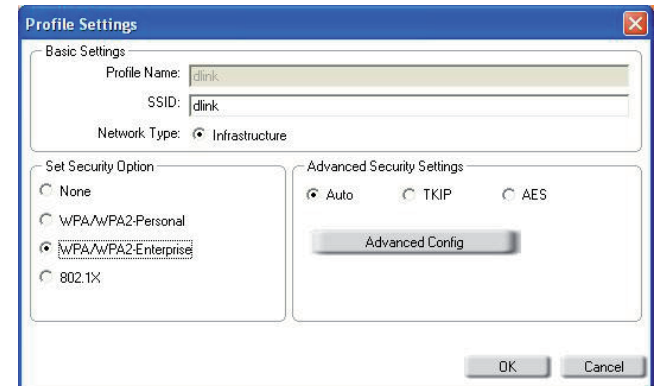 Profile Settings
Basic Settings
Profile Name: dlink
SSID: dlink
Network Type: Infrastructure
Set Security Option
None
WPA/WPA2-Personal
WPA/WPA2-Enterprise
802.1X
Advanced Security Settings
Auto TKIP AES
Advanced Config
OK Cancel